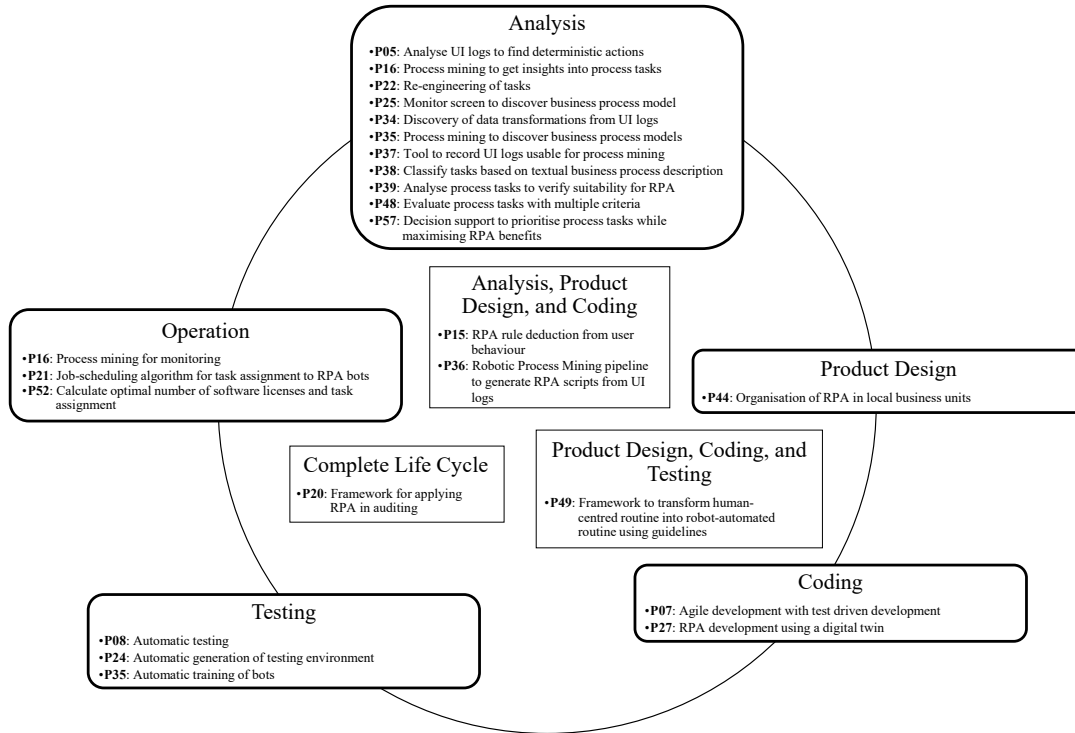 Analysis
•P05: Analyse UI logs to find deterministic actions
•P16: Process mining to get insights into process tasks
•P22: Re-engineering of tasks
•P25: Monitor screen to discover business process model
•P34: Discovery of data transformations from UI logs
•P35: Process mining to discover business process models
•P37: Tool to record UI logs usable for process mining
•P38: Classify tasks based on textual business process description
•P39: Analyse process tasks to verify suitability for RPA
•P48: Evaluate process tasks with multiple criteria
•P57: Decision support to prioritise process tasks while
maximising RPA benefits
Analysis, Product
Design, and Coding
•P15: RPA rule deduction from user
behaviour
•P36: Robotic Process Mining pipeline
to generate RPA scripts from UI
logs
Operation
•P16: Process mining for monitoring
•P21: Job-scheduling algorithm for task assignment to RPA bots
•P52: Calculate optimal number of software licenses and task
assignment
Product Design
•P44: Organisation of RPA in local business units
Complete Life Cycle
•P20: Framework for applying
RPA in auditing
Product Design, Coding, and
Testing
•P49: Framework to transform human-
centred routine into robot-automated
routine using guidelines
Coding
•P07: Agile development with test driven development
•P27: RPA development using a digital twin
Testing
•P08: Automatic testing
•P24: Automatic generation of testing environment
•P35: Automatic training of bots